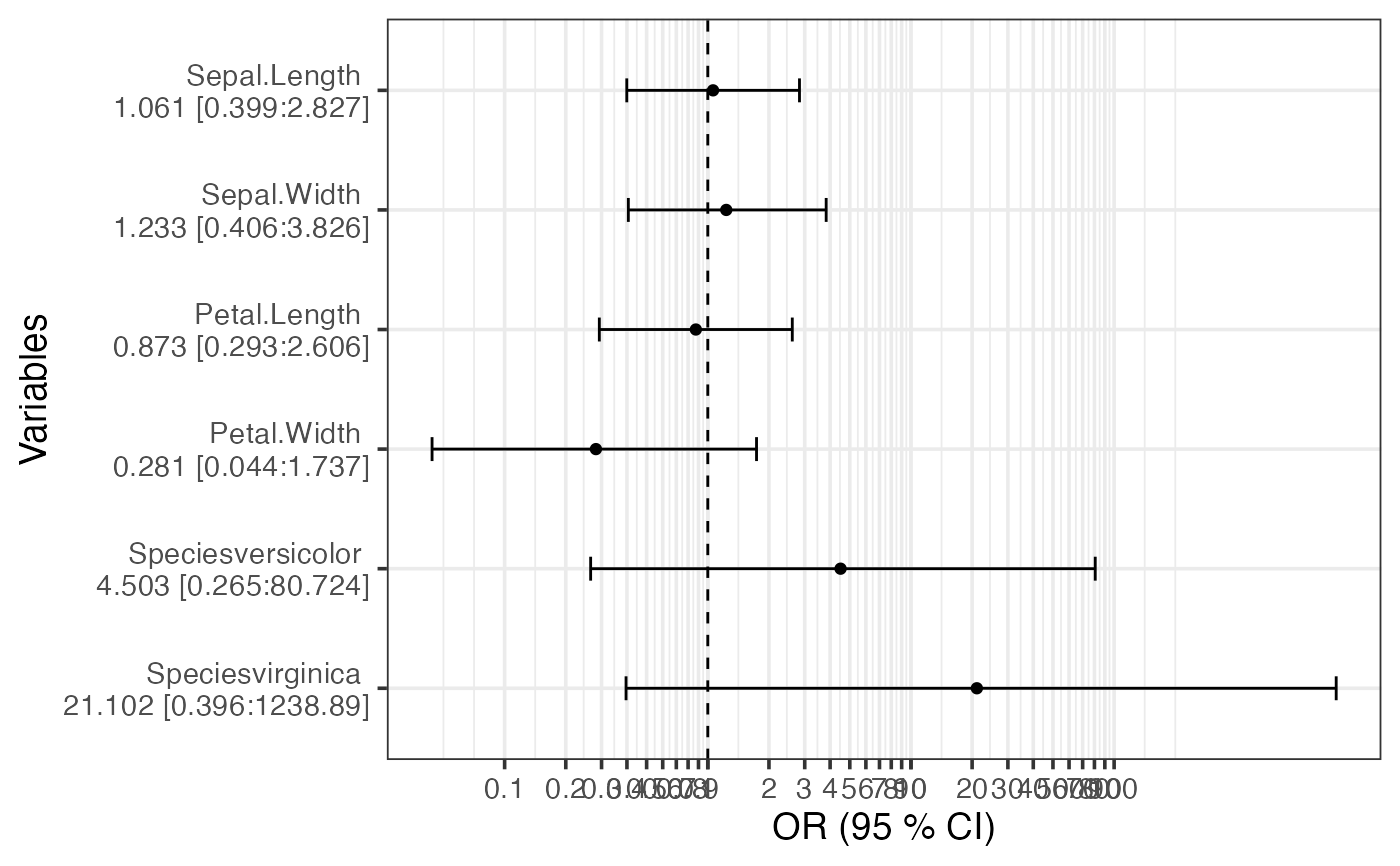 Sepal.Length
1.061 [0.399:2.827]
Sepal.Width
1.233 [0.406:3.826]
Petal.Length
0.873 [0.293:2.606]
Petal.Width
0.281 [0.044:1.737]
Speciesversicolor
4.503 [0.265:80.724]
Speciesvirginica
21.102 [0.396:1238.89]
Variables
0.1 0.2 2 3 4 5 6 7 20 30
OR (95 % CI)